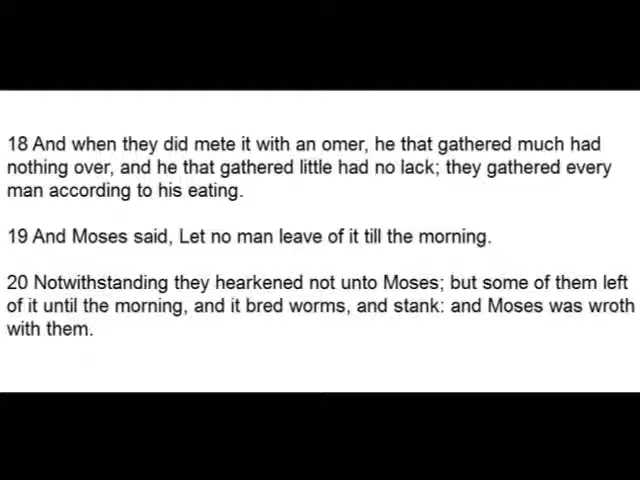 18 And when they did mete it with an omer, he that gathered much had
nothing over, and he that gathered little had no lack; they gathered every
man according to his eating.
19 And Moses said, Let no man leave of it till the morning.
20 Notwithstanding they hearkened not unto Moses; but some of them left
of it until the morning, and it bred worms, and stank: and Moses was wroth
with them.